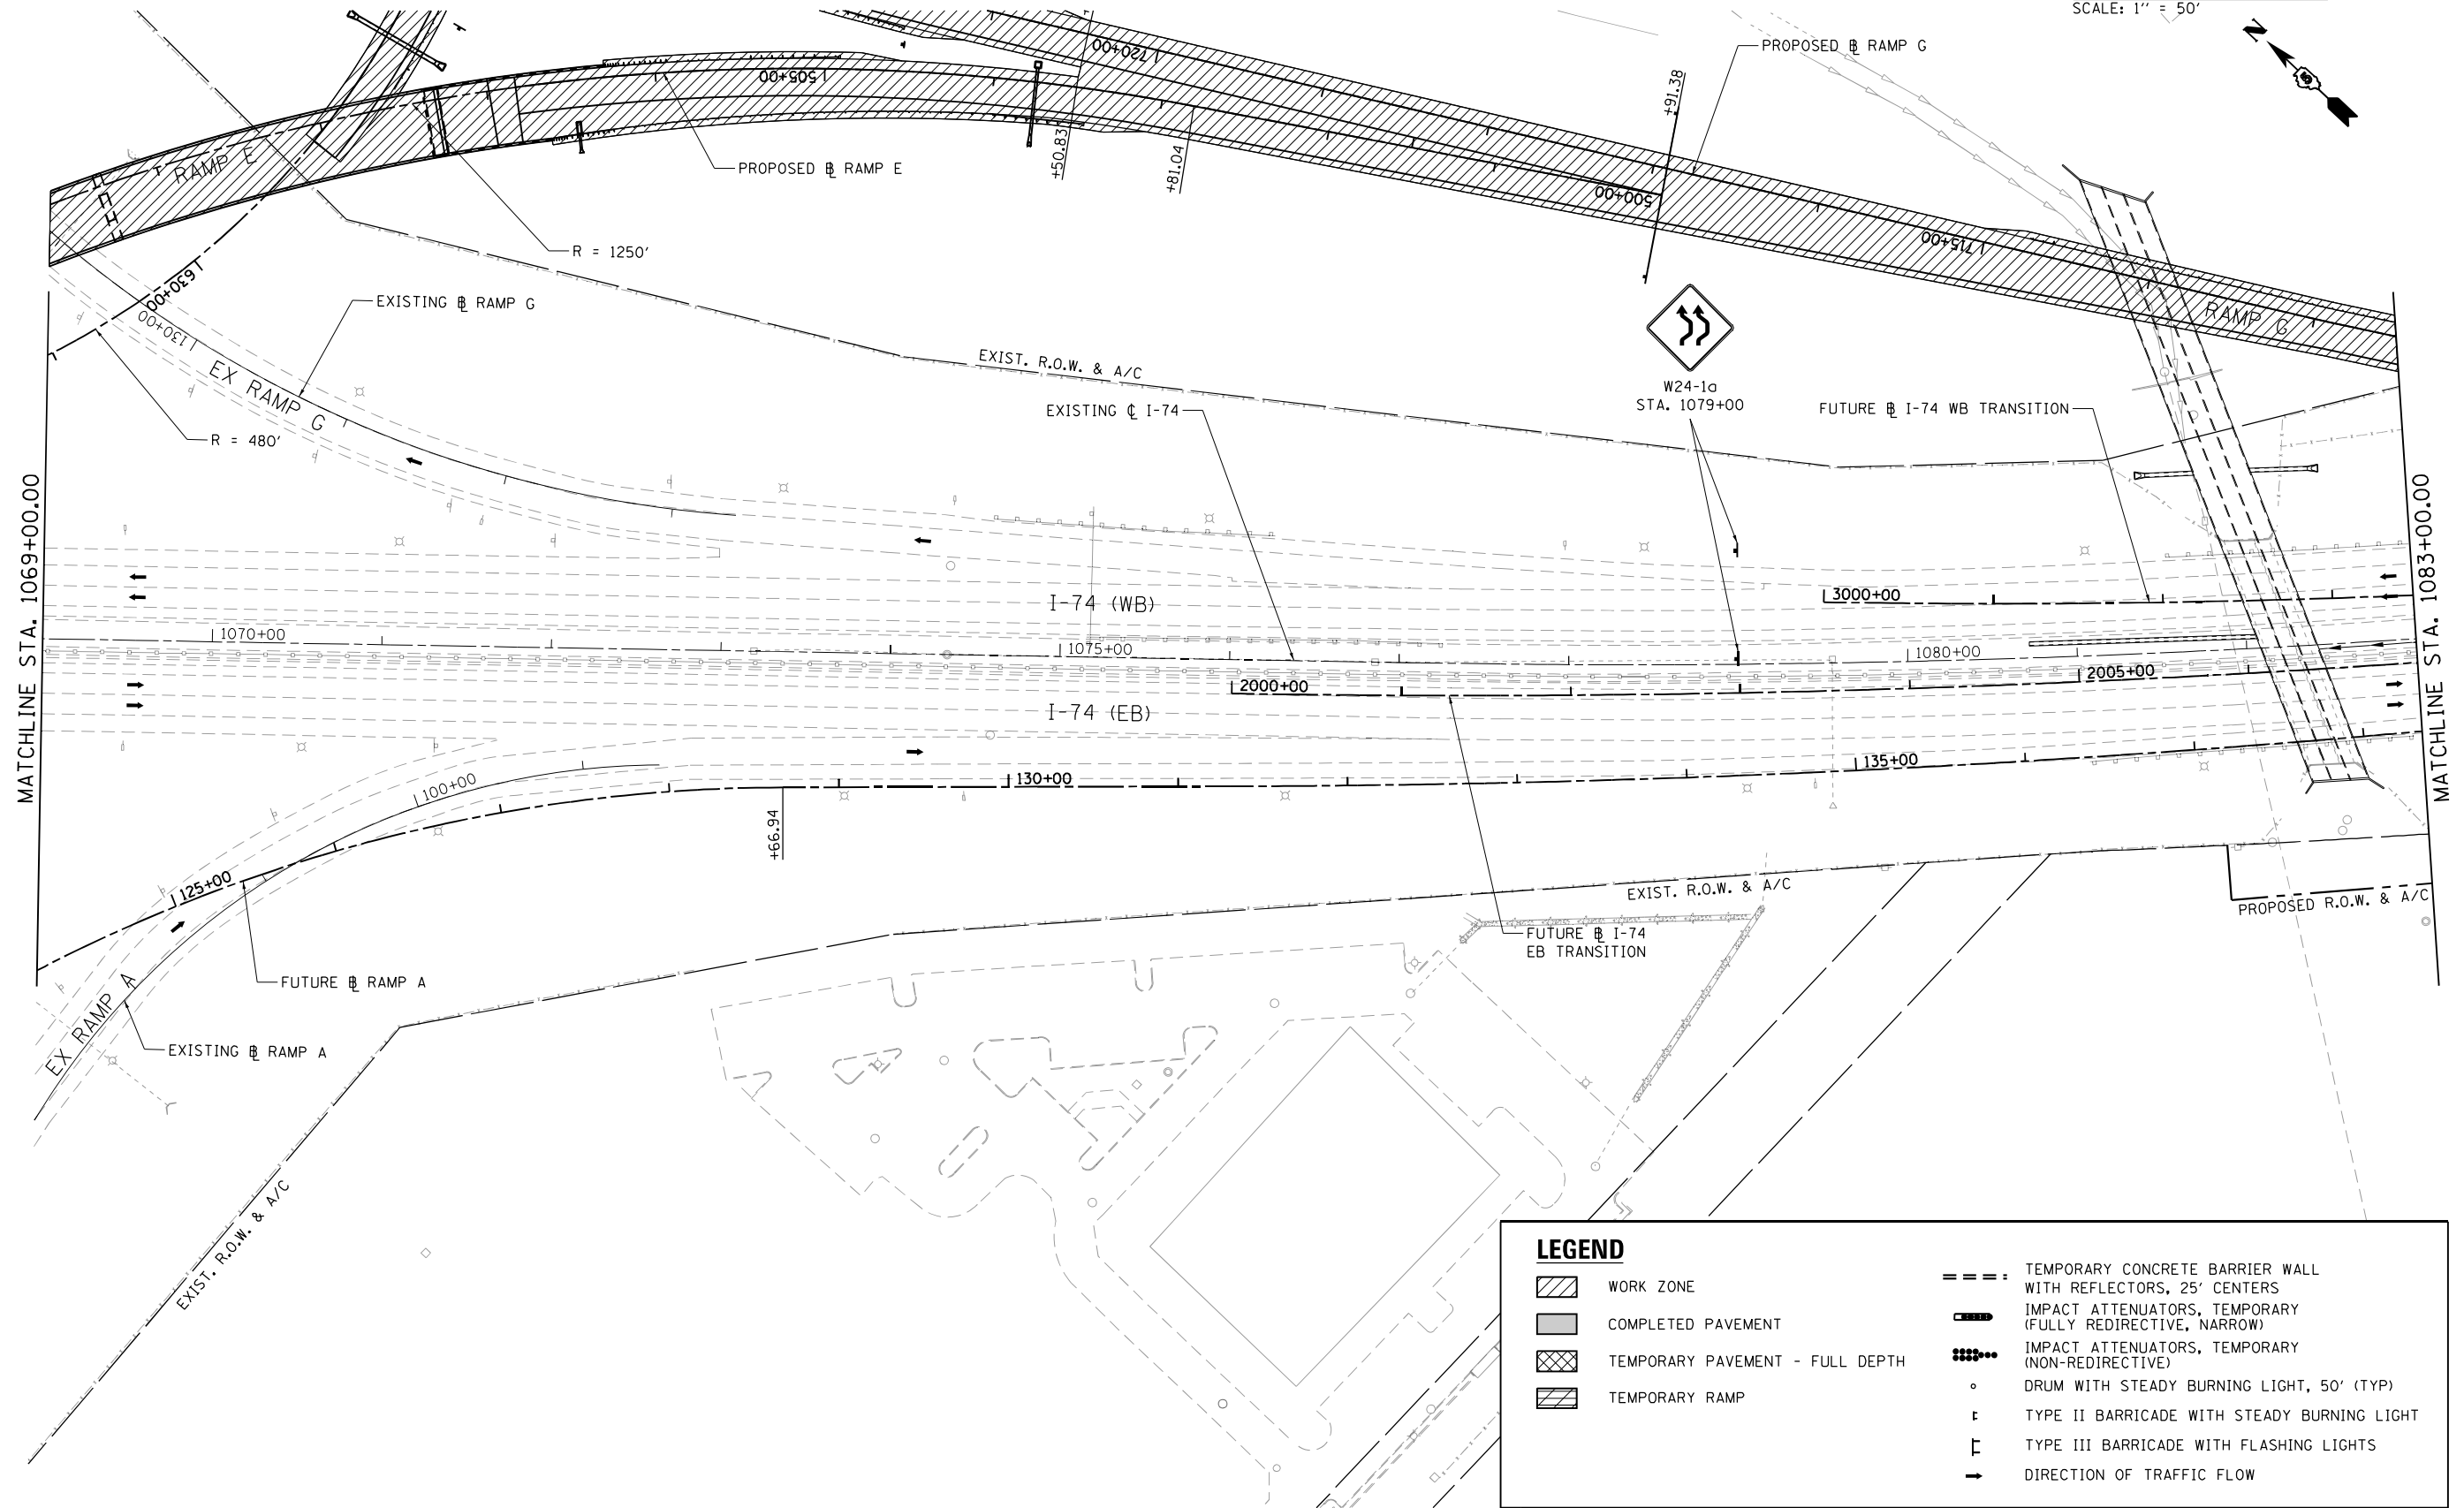 SCALE: 1" = 50'
N
720+00
PROPOSED ℄ RAMP G
505+00
+91.38
RAMP E
PROPOSED ℄ RAMP E
+50.83
+81.04
500+00
715+00
R = 1250'
630+00
EXISTING ℄ RAMP G
1130+00
RAMP G
EX RAMP G
EXIST. R.O.W. & A/C
W24-1a
STA. 1079+00
EXISTING ℄ I-74
FUTURE ℄ I-74 WB TRANSITION
R = 480'
MATCHLINE STA. 1069+00.00
MATCHLINE STA. 1083+00.00
I-74 (WB)
3000+00
1070+00
1075+00
1080+00
2000+00
2005+00
I-74 (EB)
100+00
130+00
135+00
+66.94
125+00
EXIST. R.O.W. & A/C
PROPOSED R.O.W. & A/C
FUTURE ℄ I-74
EB TRANSITION
FUTURE ℄ RAMP A
EX RAMP A
EXISTING ℄ RAMP A
EXIST. R.O.W. & A/C
LEGEND
WORK ZONE
COMPLETED PAVEMENT
TEMPORARY PAVEMENT - FULL DEPTH
TEMPORARY RAMP
TEMPORARY CONCRETE BARRIER WALL
WITH REFLECTORS, 25' CENTERS
IMPACT ATTENUATORS, TEMPORARY
(FULLY REDIRECTIVE, NARROW)
IMPACT ATTENUATORS, TEMPORARY
(NON-REDIRECTIVE)
DRUM WITH STEADY BURNING LIGHT, 50' (TYP)
TYPE II BARRICADE WITH STEADY BURNING LIGHT
TYPE III BARRICADE WITH FLASHING LIGHTS
DIRECTION OF TRAFFIC FLOW